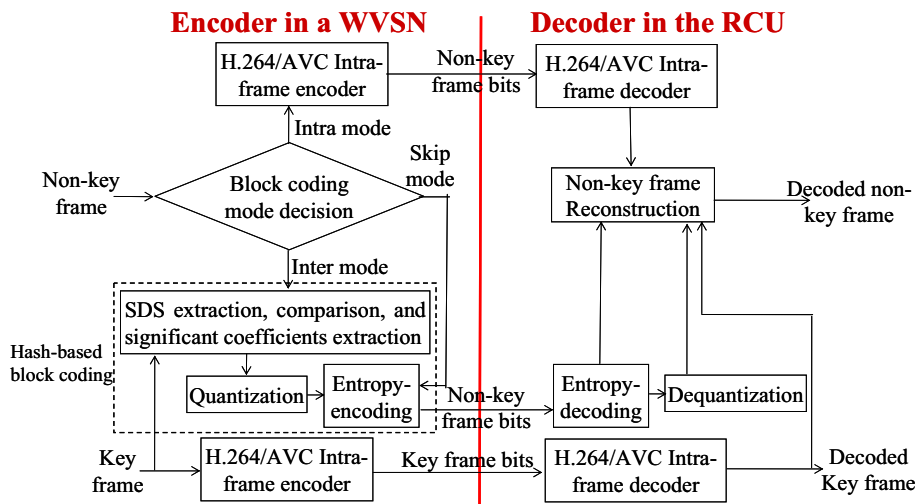 Encoder in a WVSN
Decoder in the RCU
H.264/AVC Intra-
frame encoder
Non-key
frame bits
H.264/AVC Intra-
frame decoder
Intra mode
Skip
mode
Non-key
frame
Block coding
mode decision
Non-key frame
Reconstruction
Decoded non-
key frame
Inter mode
SDS extraction, comparison, and
significant coefficients extraction
Hash-based
block coding
Quantization
Entropy-
encoding
Non-key
frame bits
Entropy-
decoding
Dequantization
Key
frame
H.264/AVC Intra-
frame encoder
Key frame bits
H.264/AVC Intra-
frame decoder
Decoded
Key frame